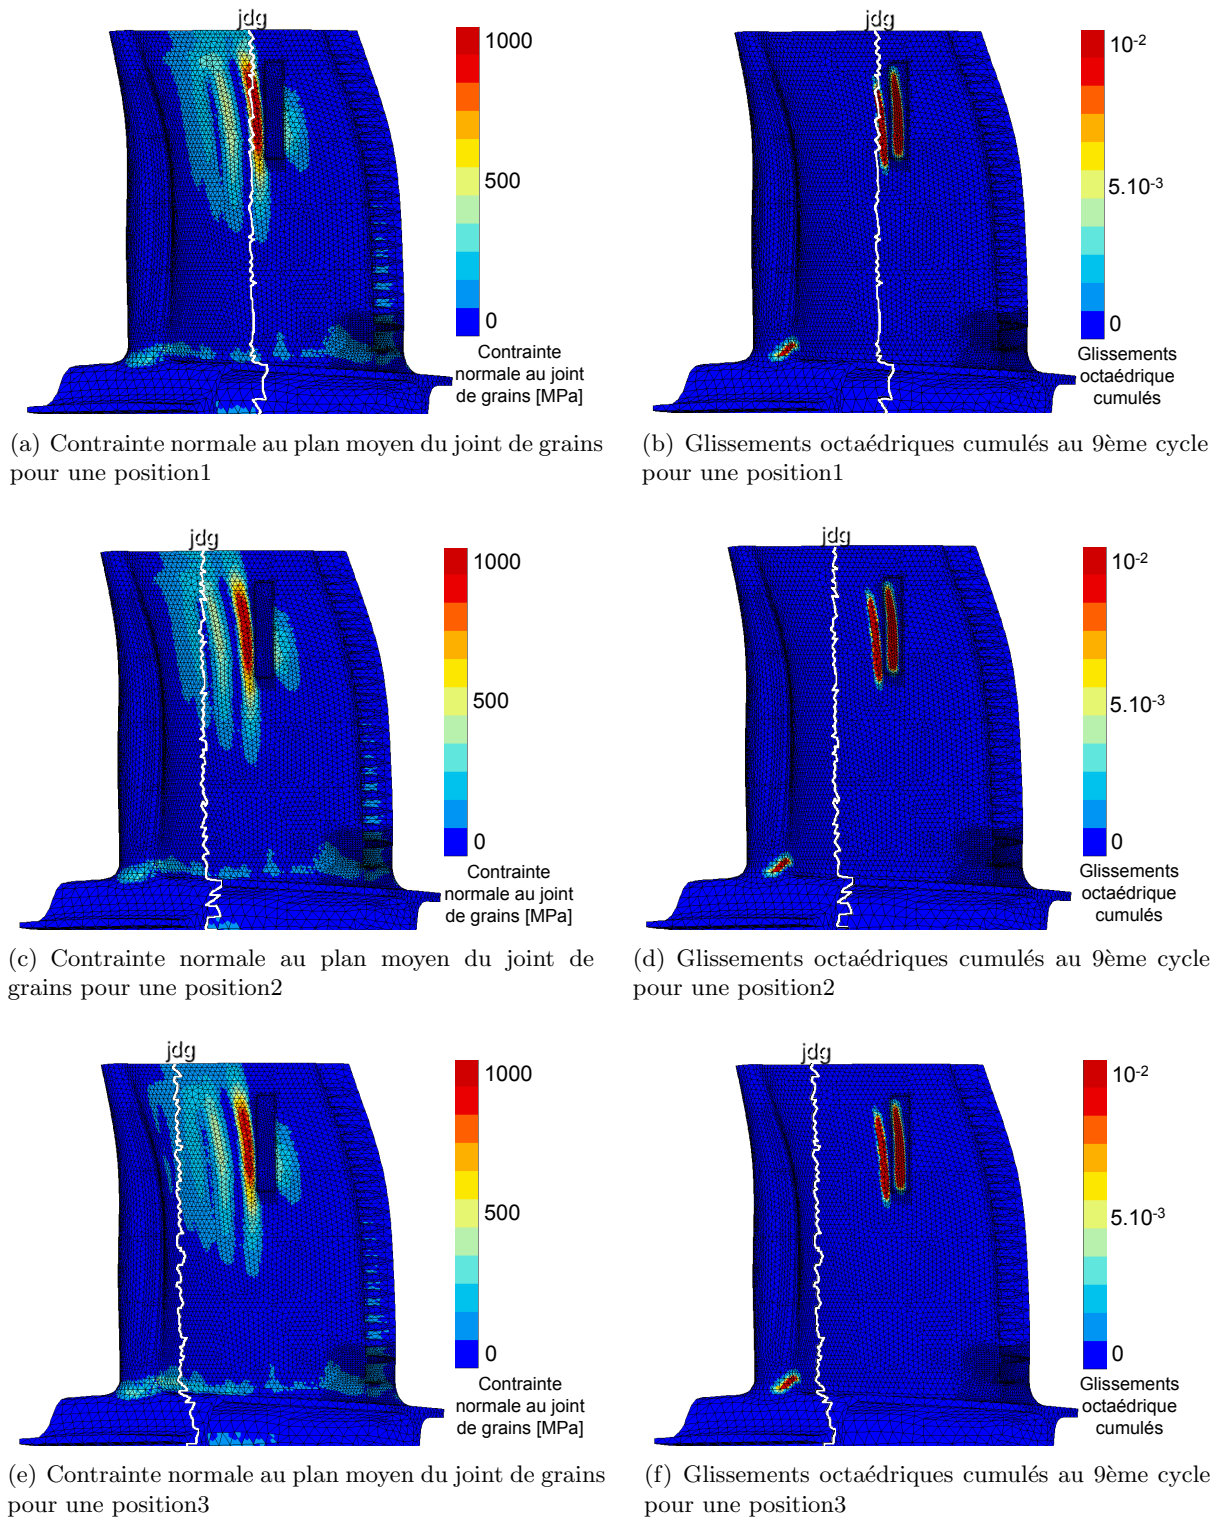 jdg
1000
500
0
Contrainte
normale au joint
de grains [MPa]
(a) Contrainte normale au plan moyen du joint de grains
pour une position1
jdg
10-2
5.10-3
0
Glissements
octaédrique
cumulés
(b) Glissements octaédriques cumulés au 9ème cycle
pour une position1
jdg
1000
500
0
Contrainte
normale au joint
de grains [MPa]
(c) Contrainte normale au plan moyen du joint de
grains pour une position2
jdg
10-2
5.10-3
0
Glissements
octaédrique
cumulés
(d) Glissements octaédriques cumulés au 9ème cycle
pour une position2
jdg
1000
500
0
Contrainte
normale au joint
de grains [MPa]
(e) Contrainte normale au plan moyen du joint de grains
pour une position3
jdg
10-2
5.10-3
0
Glissements
octaédrique
cumulés
(f) Glissements octaédriques cumulés au 9ème cycle
pour une position3